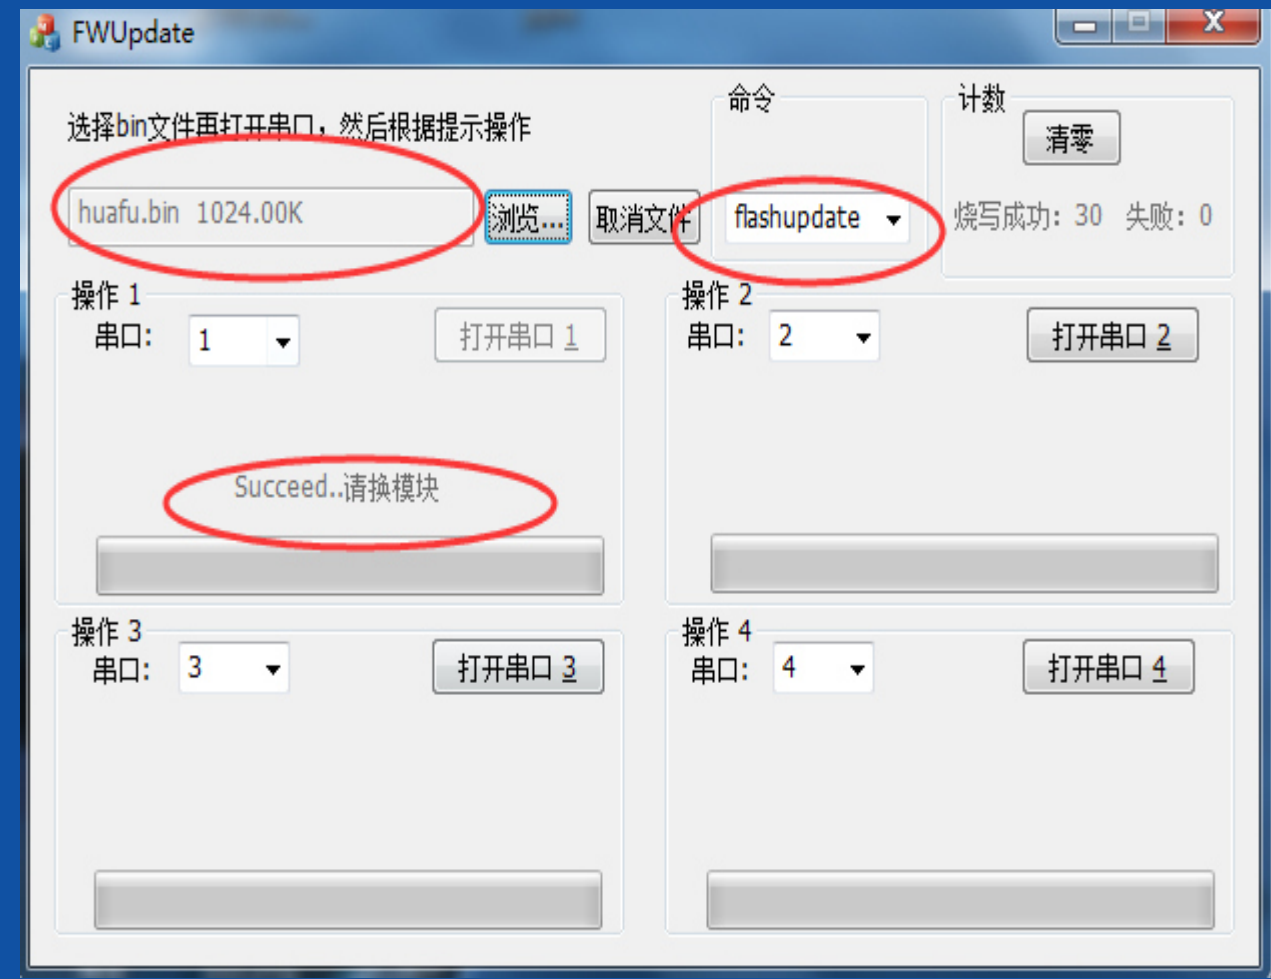 FWUpdate
X
选择bin文件再打开串口，然后根据提示操作
命令
计数
清零
huafu.bin 1024.00K
浏览...
取消文件
flashupdate
烧写成功: 30 失败: 0
操作 1
串口:
1
打开串口 1
Succeed..请换模块
操作 2
串口:
2
打开串口 2
操作 3
串口:
3
打开串口 3
操作 4
串口:
4
打开串口 4